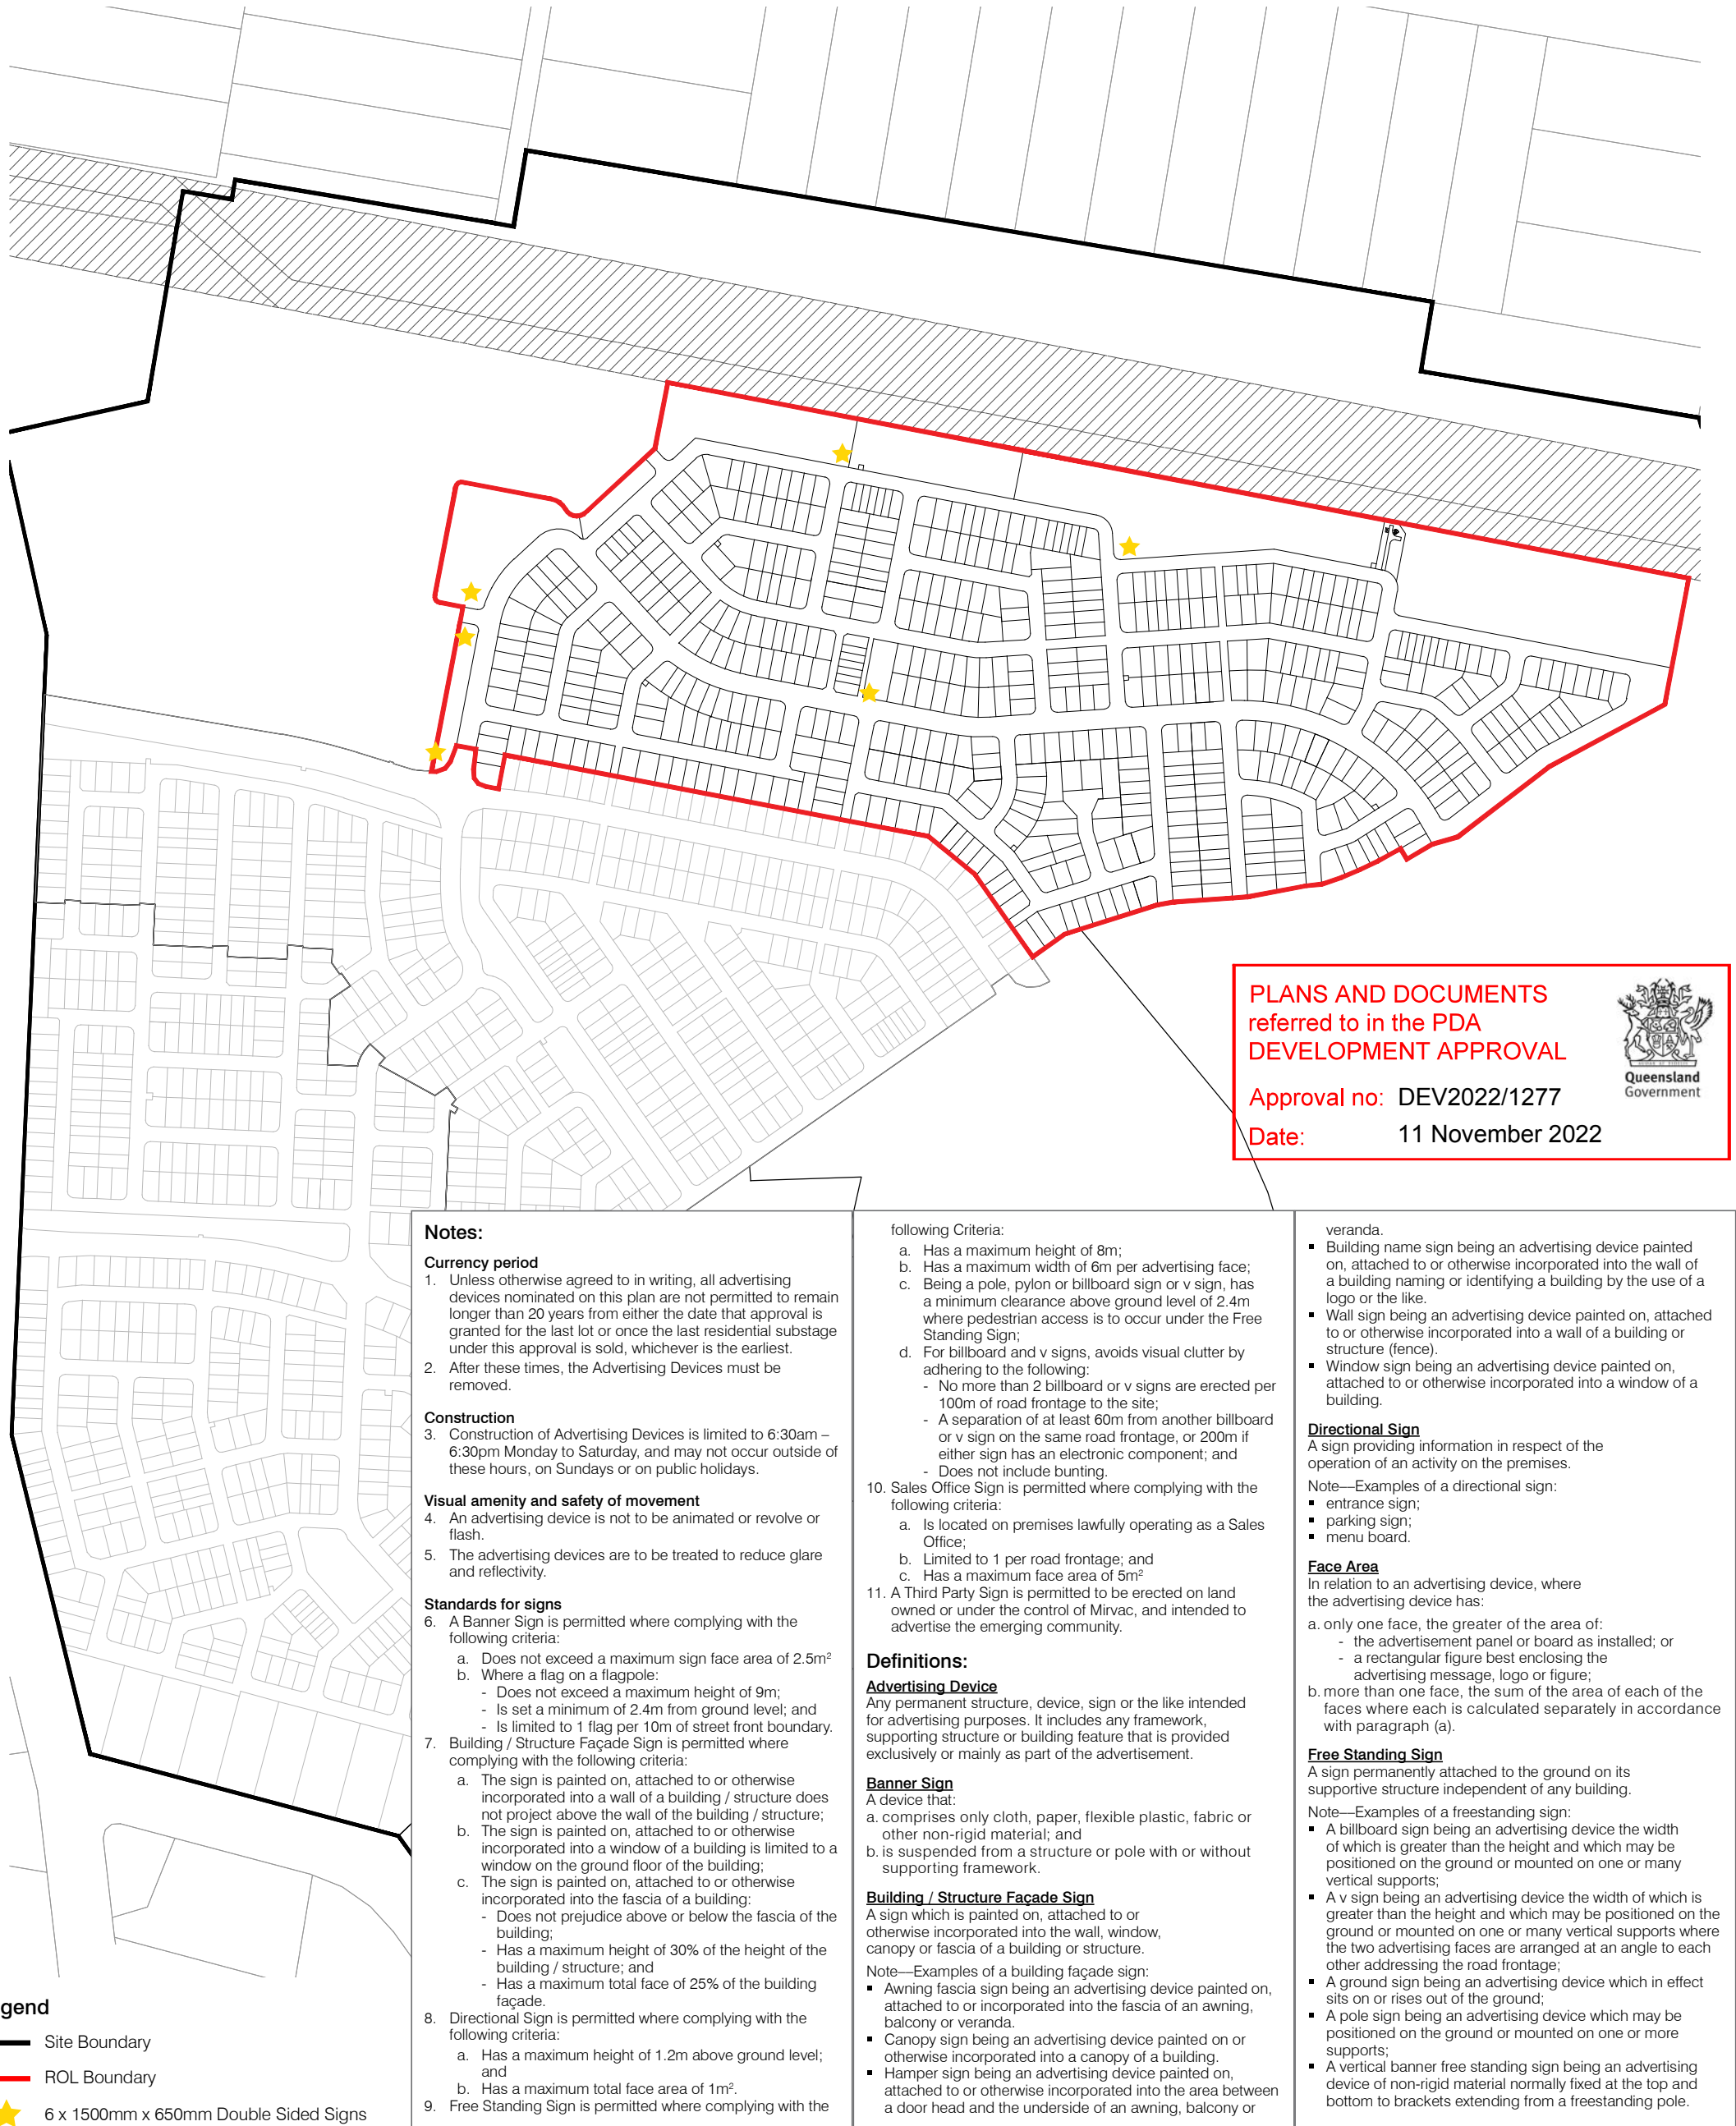 PLANS AND DOCUMENTS
referred to in the PDA
DEVELOPMENT APPROVAL
Approval no: DEV2022/1277
Date: 11 November 2022
Queensland
Government
Notes:
Currency period
1. Unless otherwise agreed to in writing, all advertising
devices nominated on this plan are not permitted to remain
longer than 20 years from either the date that approval is
granted for the last lot or once the last residential substage
under this approval is sold, whichever is the earliest.
2. After these times, the Advertising Devices must be
removed.
Construction
3. Construction of Advertising Devices is limited to 6:30am –
6:30pm Monday to Saturday, and may not occur outside of
these hours, on Sundays or on public holidays.
Visual amenity and safety of movement
4. An advertising device is not to be animated or revolve or
flash.
5. The advertising devices are to be treated to reduce glare
and reflectivity.
Standards for signs
6. A Banner Sign is permitted where complying with the
following criteria:
a. Does not exceed a maximum sign face area of 2.5m²
b. Where a flag on a flagpole:
- Does not exceed a maximum height of 9m;
- Is set a minimum of 2.4m from ground level; and
- Is limited to 1 flag per 10m of street front boundary.
7. Building / Structure Façade Sign is permitted where
complying with the following criteria:
a. The sign is painted on, attached to or otherwise
incorporated into a wall of a building / structure does
not project above the wall of the building / structure;
b. The sign is painted on, attached to or otherwise
incorporated into a window of a building is limited to a
window on the ground floor of the building;
c. The sign is painted on, attached to or otherwise
incorporated into the fascia of a building:
- Does not prejudice above or below the fascia of the
building;
- Has a maximum height of 30% of the height of the
building / structure; and
- Has a maximum total face of 25% of the building
façade.
8. Directional Sign is permitted where complying with the
following criteria:
a. Has a maximum height of 1.2m above ground level;
and
b. Has a maximum total face area of 1m².
9. Free Standing Sign is permitted where complying with the
following Criteria:
a. Has a maximum height of 8m;
b. Has a maximum width of 6m per advertising face;
c. Being a pole, pylon or billboard sign or v sign, has
a minimum clearance above ground level of 2.4m
where pedestrian access is to occur under the Free
Standing Sign;
d. For billboard and v signs, avoids visual clutter by
adhering to the following:
- No more than 2 billboard or v signs are erected per
100m of road frontage to the site;
- A separation of at least 60m from another billboard
or v sign on the same road frontage, or 200m if
either sign has an electronic component; and
- Does not include bunting.
10. Sales Office Sign is permitted where complying with the
following criteria:
a. Is located on premises lawfully operating as a Sales
Office;
b. Limited to 1 per road frontage; and
c. Has a maximum face area of 5m²
11. A Third Party Sign is permitted to be erected on land
owned or under the control of Mirvac, and intended to
advertise the emerging community.
Definitions:
Advertising Device
Any permanent structure, device, sign or the like intended
for advertising purposes. It includes any framework,
supporting structure or building feature that is provided
exclusively or mainly as part of the advertisement.
Banner Sign
A device that:
a. comprises only cloth, paper, flexible plastic, fabric or
other non-rigid material; and
b. is suspended from a structure or pole with or without
supporting framework.
Building / Structure Façade Sign
A sign which is painted on, attached to or
otherwise incorporated into the wall, window,
canopy or fascia of a building or structure.
Note—Examples of a building façade sign:
▪ Awning fascia sign being an advertising device painted on,
attached to or incorporated into the fascia of an awning,
balcony or veranda.
▪ Canopy sign being an advertising device painted on or
otherwise incorporated into a canopy of a building.
▪ Hamper sign being an advertising device painted on,
attached to or otherwise incorporated into the area between
a door head and the underside of an awning, balcony or
veranda.
▪ Building name sign being an advertising device painted
on, attached to or otherwise incorporated into the wall of
a building naming or identifying a building by the use of a
logo or the like.
▪ Wall sign being an advertising device painted on, attached
to or otherwise incorporated into a wall of a building or
structure (fence).
▪ Window sign being an advertising device painted on,
attached to or otherwise incorporated into a window of a
building.
Directional Sign
A sign providing information in respect of the
operation of an activity on the premises.
Note—Examples of a directional sign:
▪ entrance sign;
▪ parking sign;
▪ menu board.
Face Area
In relation to an advertising device, where
the advertising device has:
a. only one face, the greater of the area of:
- the advertisement panel or board as installed; or
- a rectangular figure best enclosing the
advertising message, logo or figure;
b. more than one face, the sum of the area of each of the
faces where each is calculated separately in accordance
with paragraph (a).
Free Standing Sign
A sign permanently attached to the ground on its
supportive structure independent of any building.
Note—Examples of a freestanding sign:
▪ A billboard sign being an advertising device the width
of which is greater than the height and which may be
positioned on the ground or mounted on one or many
vertical supports;
▪ A v sign being an advertising device the width of which is
greater than the height and which may be positioned on the
ground or mounted on one or many vertical supports where
the two advertising faces are arranged at an angle to each
other addressing the road frontage;
▪ A ground sign being an advertising device which in effect
sits on or rises out of the ground;
▪ A pole sign being an advertising device which may be
positioned on the ground or mounted on one or more
supports;
▪ A vertical banner free standing sign being an advertising
device of non-rigid material normally fixed at the top and
bottom to brackets extending from a freestanding pole.
gend
Site Boundary
ROL Boundary
6 x 1500mm x 650mm Double Sided Signs